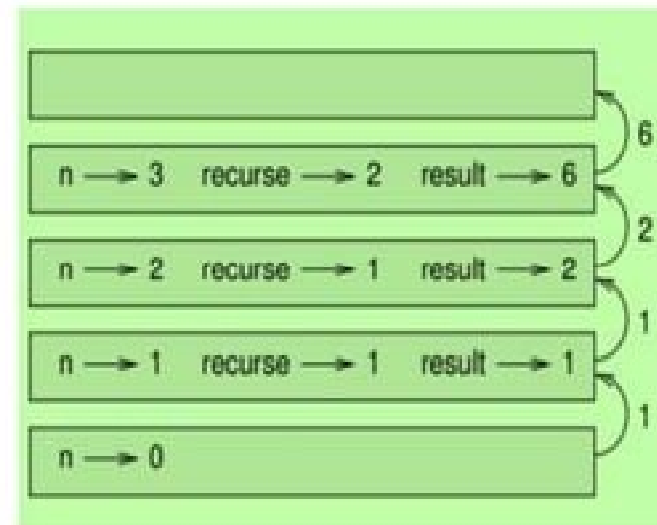 6
n → 3 recurse → 2 result → 6
2
n → 2 recurse → 1 result → 2
1
n → 1 recurse → 1 result → 1
1
n → 0